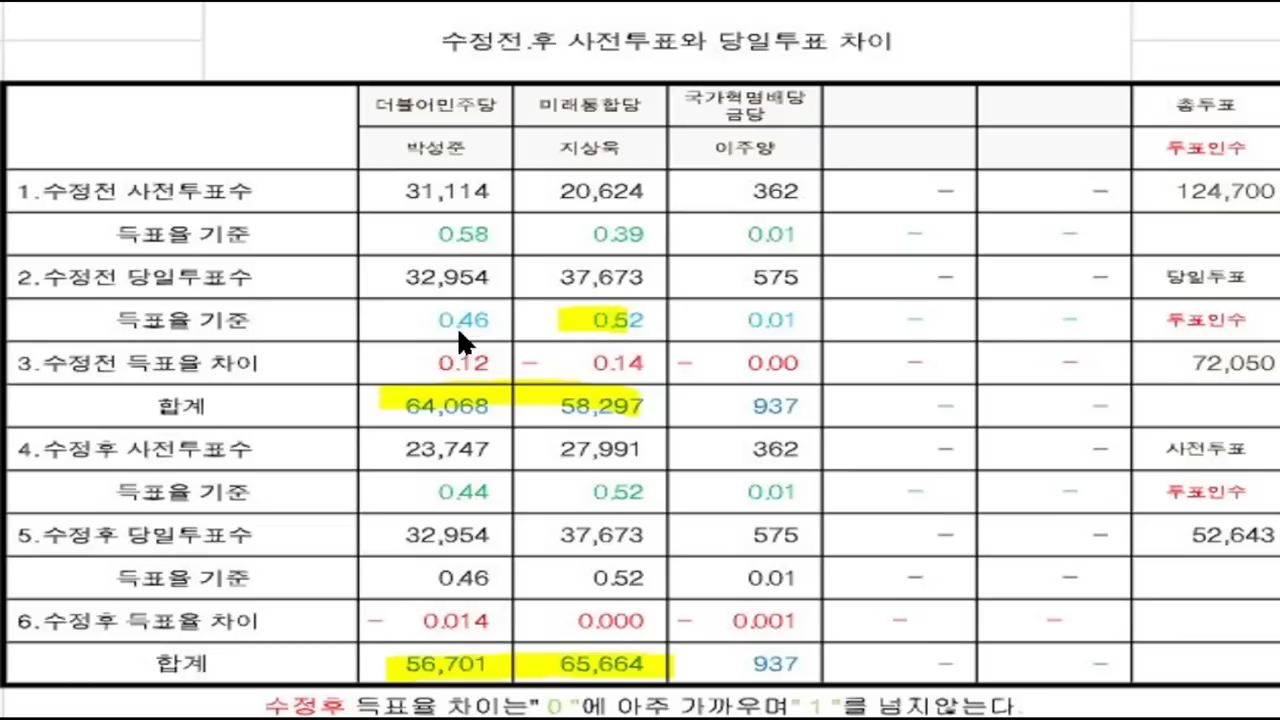 수정전.후 사전투표와 당일투표 차이
더불어민주당 미래통합당 국가혁명배당금당 총투표
박성준 지상욱 이주양 투표인수
1.수정전 사전투표수 31,114 20,624 362 - - 124,700
득표율 기준 0.58 0.39 0.01 - -
2.수정전 당일투표수 32,954 37,673 575 - - 당일투표
득표율 기준 0.46 0.52 0.01 - - 투표인수
3.수정전 득표율 차이 0.12 - 0.14 - 0.00 - - 72,050
합계 64,068 58,297 937 - -
4.수정후 사전투표수 23,747 27,991 362 - - 사전투표
득표율 기준 0.44 0.52 0.01 - - 투표인수
5.수정후 당일투표수 32,954 37,673 575 - - 52,643
득표율 기준 0.46 0.52 0.01 - -
6.수정후 득표율 차이 - 0.014 0.000 - 0.001 - -
합계 56,701 65,664 937 - -
수정후 득표율 차이는"0"에 아주 가까우며"1"를 넘지않는다.